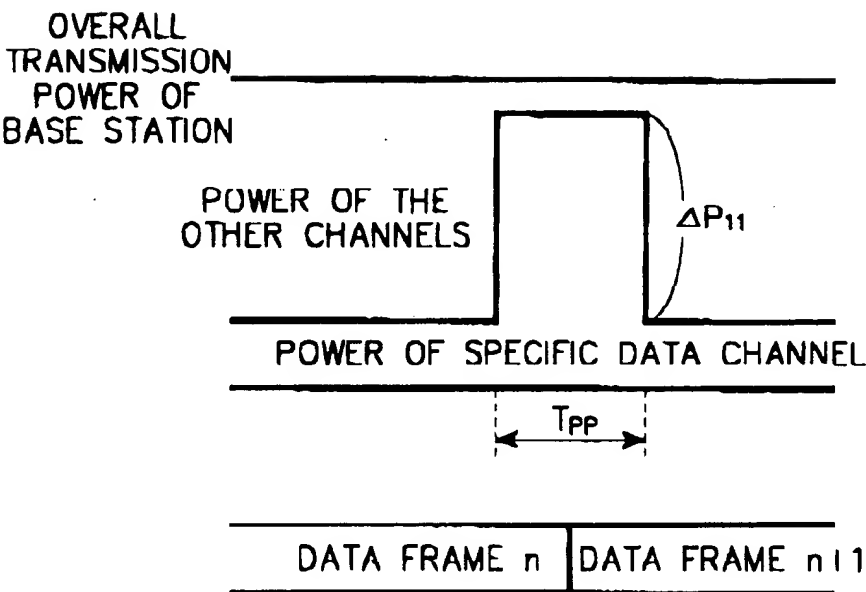 OVERALL
TRANSMISSION
POWER OF
BASE STATION
POWER OF THE
OTHER CHANNELS
ΔP11
POWER OF SPECIFIC DATA CHANNEL
TPP
DATA FRAME n
DATA FRAME n+1